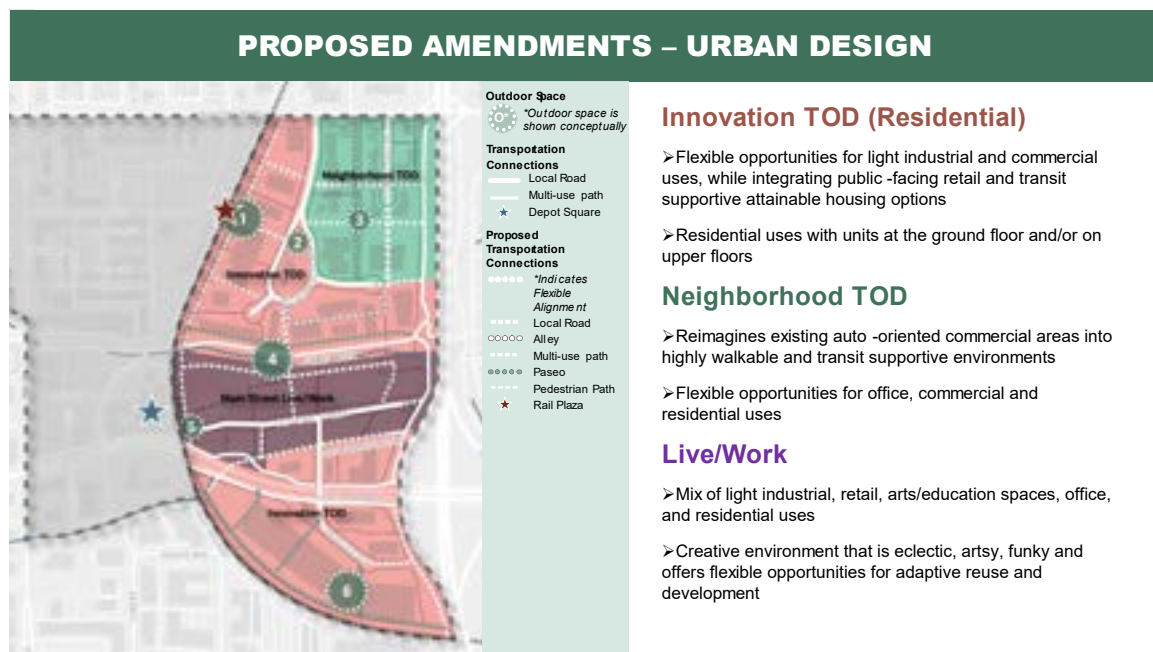 PROPOSED AMENDMENTS – URBAN DESIGN
Neighborhood TOD
1
3
2
Innovation TOD
4
Main Street Live/Work
5
Innovation TOD
6
Outdoor Space
O*
*Outdoor space is
shown conceptually
Transportation
Connections
Local Road
Multi-use path
Depot Square
Proposed
Transportation
Connections
*Indicates
Flexible
Alignment
Local Road
Alley
Multi-use path
Paseo
Pedestrian Path
Rail Plaza
Innovation TOD (Residential)
➢Flexible opportunities for light industrial and commercial
uses, while integrating public -facing retail and transit
supportive attainable housing options
➢Residential uses with units at the ground floor and/or on
upper floors
Neighborhood TOD
➢Reimagines existing auto -oriented commercial areas into
highly walkable and transit supportive environments
➢Flexible opportunities for office, commercial and
residential uses
Live/Work
➢Mix of light industrial, retail, arts/education spaces, office,
and residential uses
➢Creative environment that is eclectic, artsy, funky and
offers flexible opportunities for adaptive reuse and
development